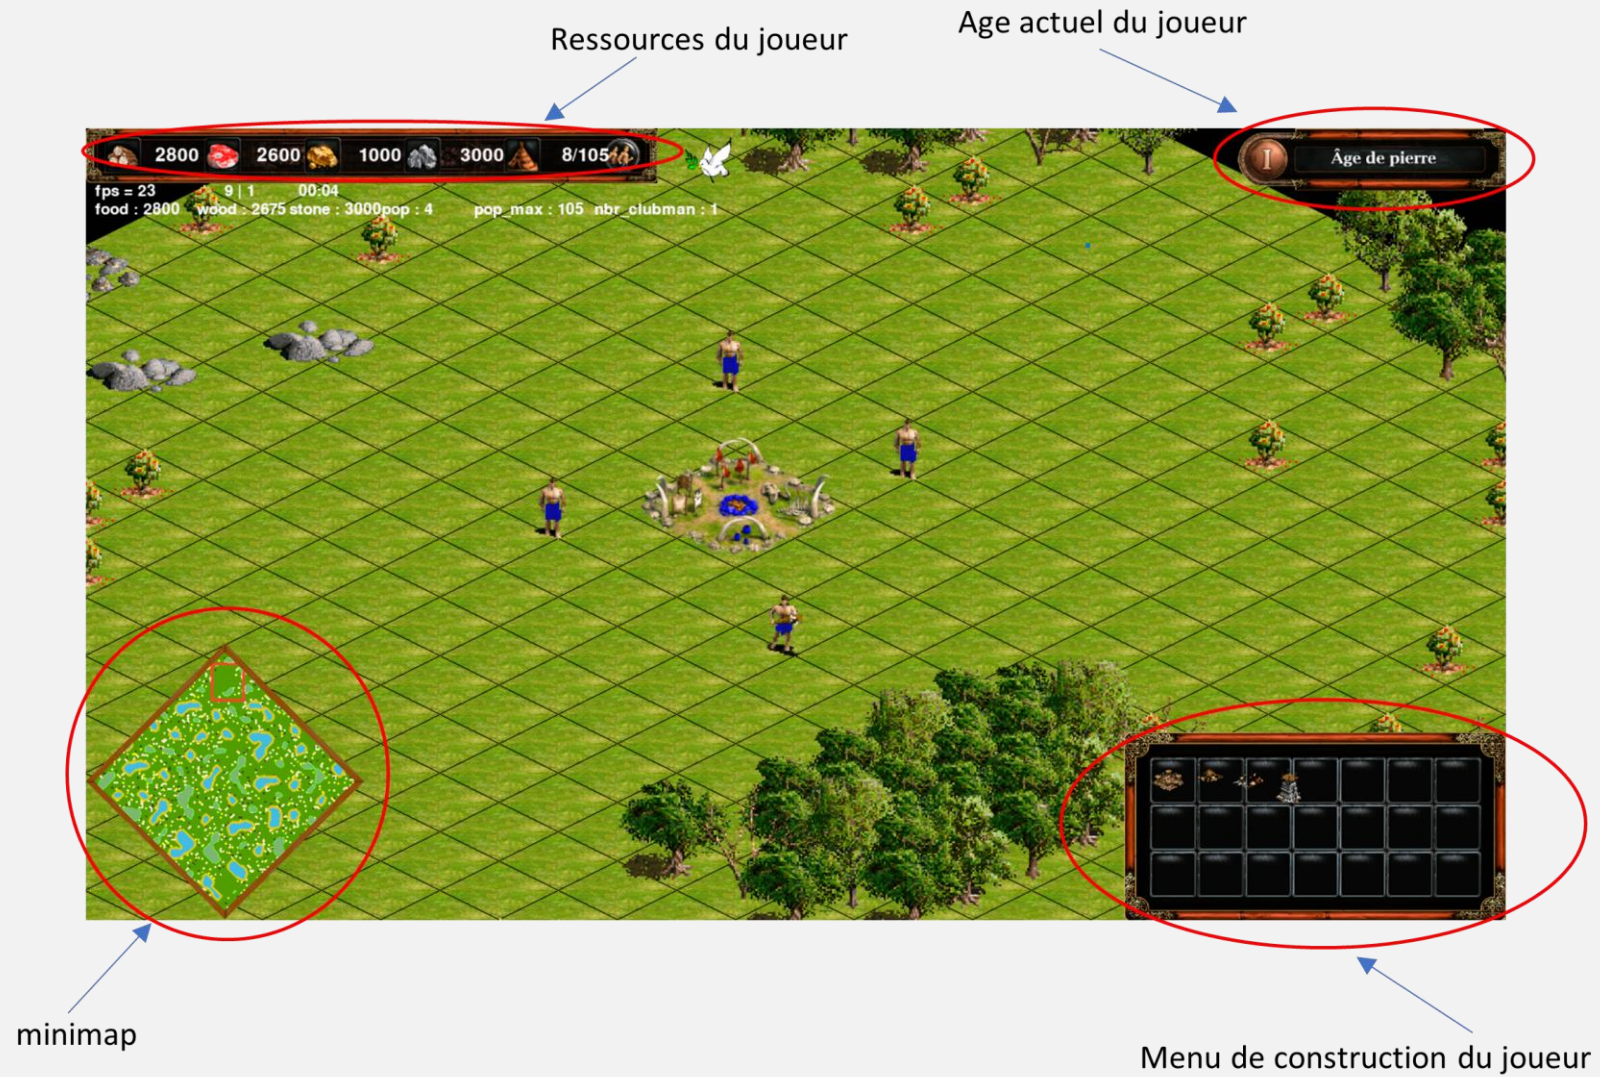 Age actuel du joueur
Ressources du joueur
2800 2600 1000 3000 8/105
I Âge de pierre
fps = 23 9 | 1 00:04
food : 2800 wood : 2675 stone : 3000pop : 4 pop_max : 105 nbr_clubman : 1
minimap
Menu de construction du joueur